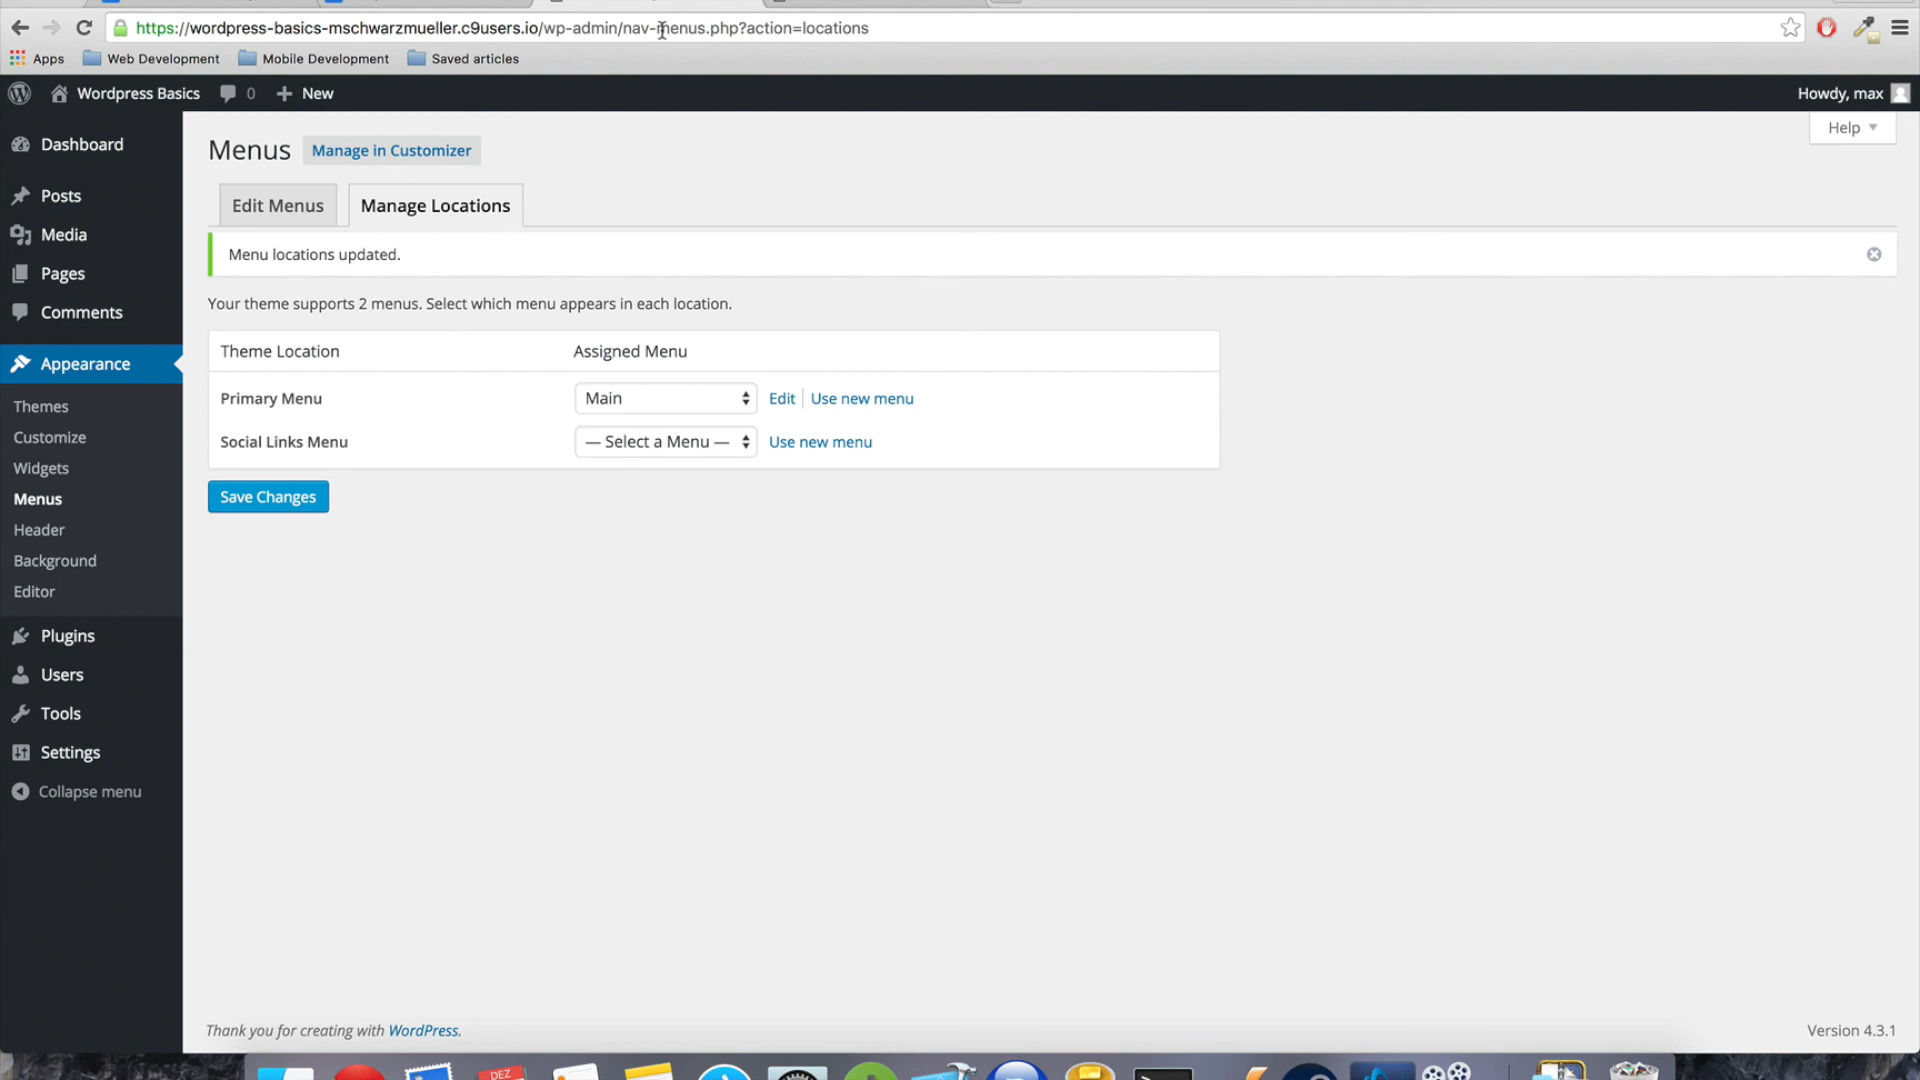 https://wordpress-basics-mschwarzmueller.c9users.io/wp-admin/nav-menus.php?action=locations
Apps Web Development Mobile Development Saved articles
Wordpress Basics 0 New Howdy, max
Help
Menus Manage in Customizer
Edit Menus Manage Locations
Menu locations updated.
Your theme supports 2 menus. Select which menu appears in each location.
Theme Location Assigned Menu
Primary Menu Main Edit Use new menu
Social Links Menu — Select a Menu — Use new menu
Save Changes
Dashboard
Posts
Media
Pages
Comments
Appearance
Themes
Customize
Widgets
Menus
Header
Background
Editor
Plugins
Users
Tools
Settings
Collapse menu
Thank you for creating with WordPress. Version 4.3.1
DEZ